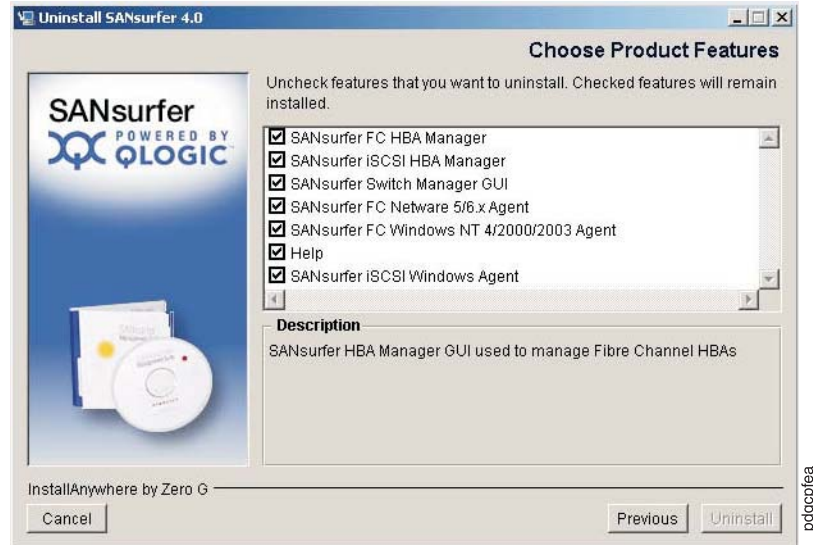 Uninstall SANsurfer 4.0
Choose Product Features
SANsurfer
POWERED BY
QLOGIC
Uncheck features that you want to uninstall. Checked features will remain
installed.
SANsurfer FC HBA Manager
SANsurfer iSCSI HBA Manager
SANsurfer Switch Manager GUI
SANsurfer FC Netware 5/6.x Agent
SANsurfer FC Windows NT 4/2000/2003 Agent
Help
SANsurfer iSCSI Windows Agent
Description
SANsurfer HBA Manager GUI used to manage Fibre Channel HBAs
InstallAnywhere by Zero G
Cancel
Previous
Uninstall
pdqcpfea